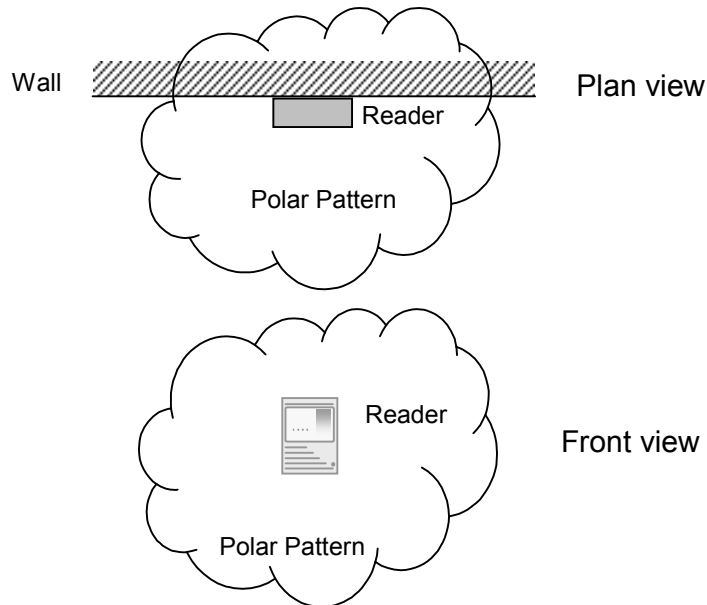 Wall
Plan view
Reader
Polar Pattern
Reader
Front view
Polar Pattern